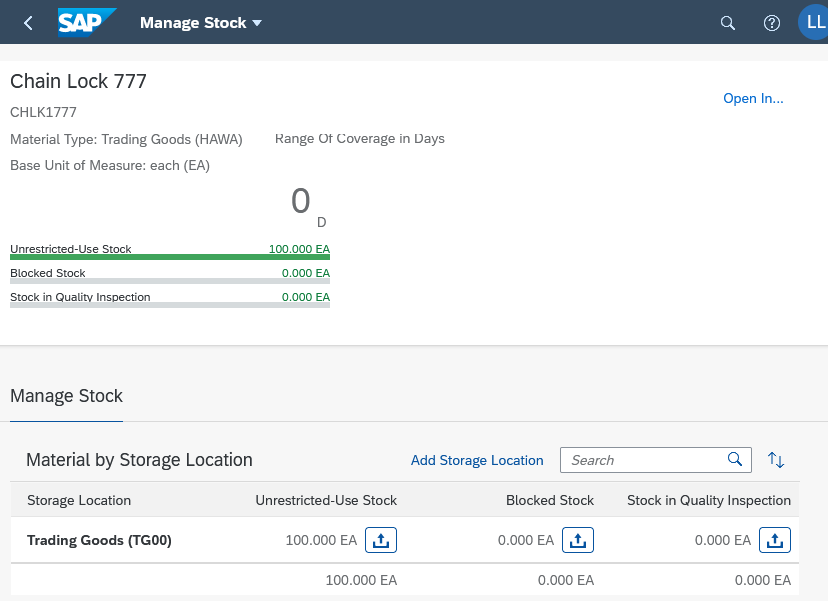 SAP Manage Stock LL
Chain Lock 777
Open In...
CHLK1777
Material Type: Trading Goods (HAWA) Range Of Coverage in Days
Base Unit of Measure: each (EA)
0 D
Unrestricted-Use Stock 100.000 EA
Blocked Stock 0.000 EA
Stock in Quality Inspection 0.000 EA
Manage Stock
Material by Storage Location Add Storage Location Search
Storage Location Unrestricted-Use Stock Blocked Stock Stock in Quality Inspection
Trading Goods (TG00) 100.000 EA 0.000 EA 0.000 EA
100.000 EA 0.000 EA 0.000 EA